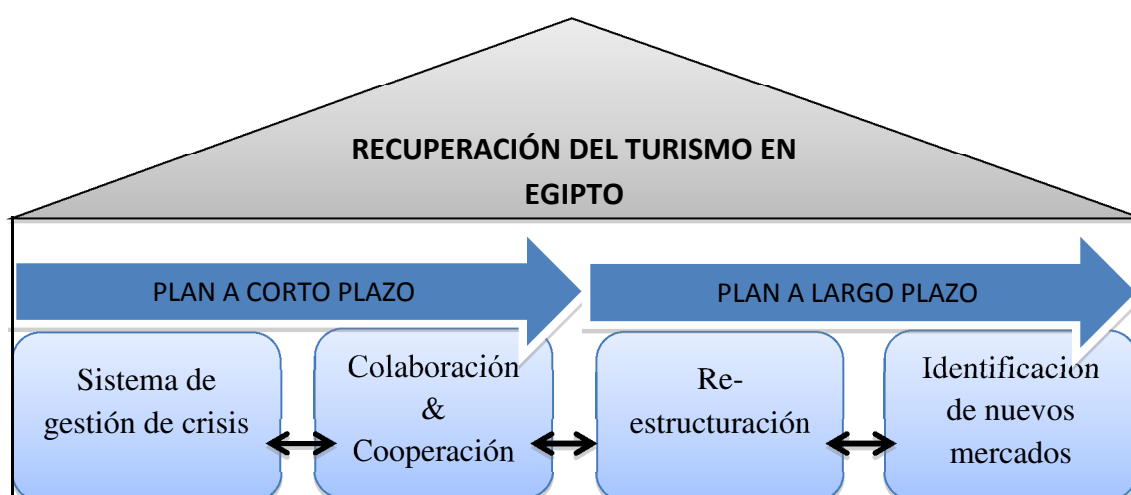 RECUPERACIÓN DEL TURISMO EN
EGIPTO
PLAN A CORTO PLAZO
PLAN A LARGO PLAZO
Sistema de
gestión de crisis
Colaboración
&
Cooperación
Re-
estructuración
Identificación
de nuevos
mercados